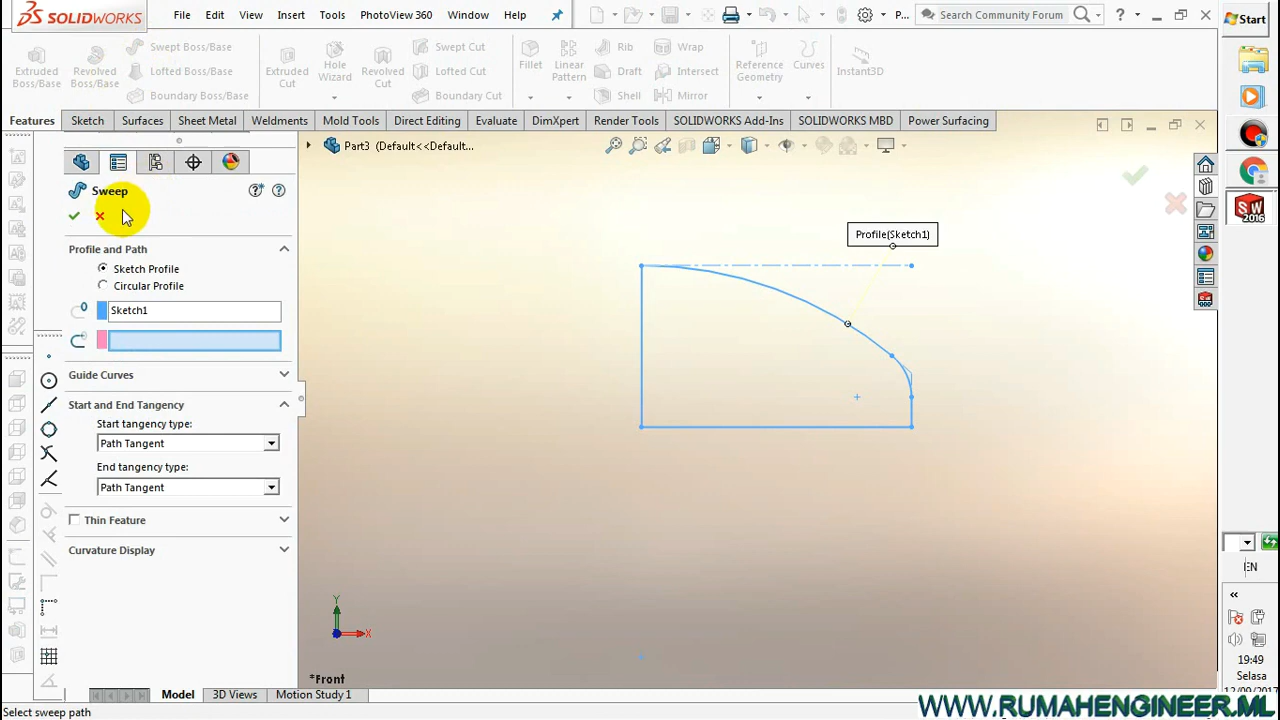 SOLIDWORKS File Edit View Insert Tools PhotoView 360 Window Help P... Search Community Forum ? Start
Extruded Boss/Base
Revolved Boss/Base
Swept Boss/Base
Lofted Boss/Base
Boundary Boss/Base
Extruded Cut
Hole Wizard
Revolved Cut
Swept Cut
Lofted Cut
Boundary Cut
Fillet
Linear Pattern
Rib
Draft
Shell
Wrap
Intersect
Mirror
Reference Geometry
Curves
Instant3D
Features Sketch Surfaces Sheet Metal Weldments Mold Tools Direct Editing Evaluate DimXpert Render Tools SOLIDWORKS Add-Ins SOLIDWORKS MBD Power Surfacing
Part3 (Default<<Default...
Sweep
Profile and Path
Sketch Profile
Circular Profile
Sketch1
Guide Curves
Start and End Tangency
Start tangency type:
Path Tangent
End tangency type:
Path Tangent
Thin Feature
Curvature Display
Profile(Sketch1)
Y
X
*Front
SW
2016
EN
19:49
Selasa
12/09/2017
Model 3D Views Motion Study 1
Select sweep path
WWW.RUMAHENGINEER.ML